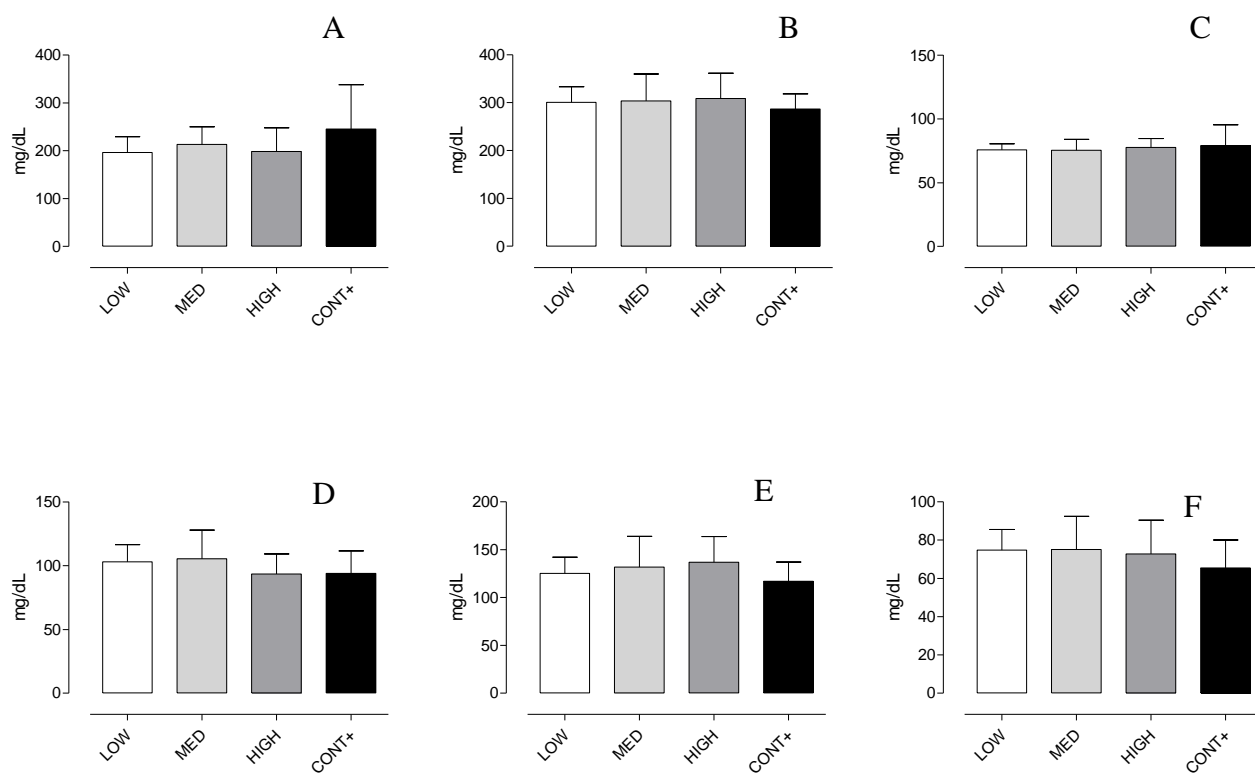 A
400
300
200
100
0
mg/dL
LOW
MED
HIGH
CONT+
B
400
300
200
100
0
mg/dL
LOW
MED
HIGH
CONT+
C
150
100
50
0
mg/dL
LOW
MED
HIGH
CONT+
D
150
100
50
0
mg/dL
LOW
MED
HIGH
CONT+
E
200
150
100
50
0
mg/dL
LOW
MED
HIGH
CONT+
F
100
80
60
40
20
0
mg/dL
LOW
MED
HIGH
CONT+